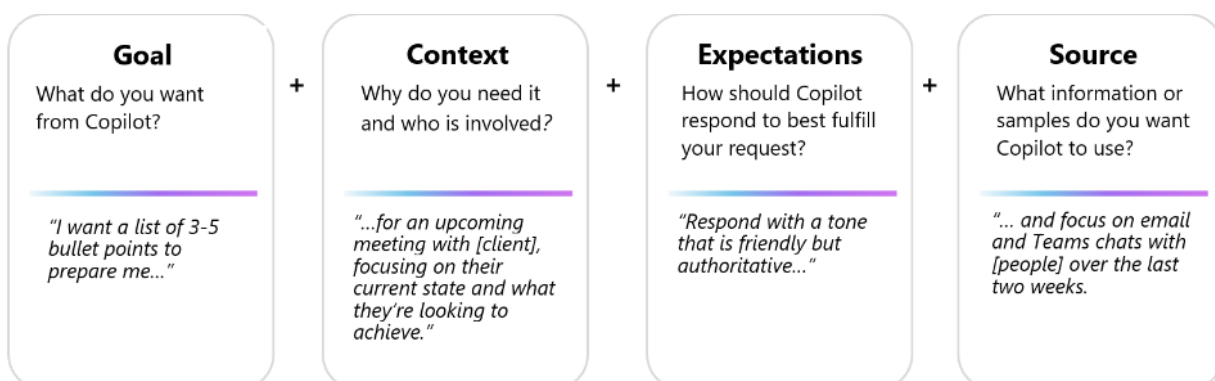 Goal
What do you want
from Copilot?
"I want a list of 3-5
bullet points to
prepare me..."
+
Context
Why do you need it
and who is involved?
"...for an upcoming
meeting with [client],
focusing on their
current state and what
they're looking to
achieve."
+
Expectations
How should Copilot
respond to best fulfill
your request?
"Respond with a tone
that is friendly but
authoritative..."
+
Source
What information or
samples do you want
Copilot to use?
"... and focus on email
and Teams chats with
[people] over the last
two weeks.